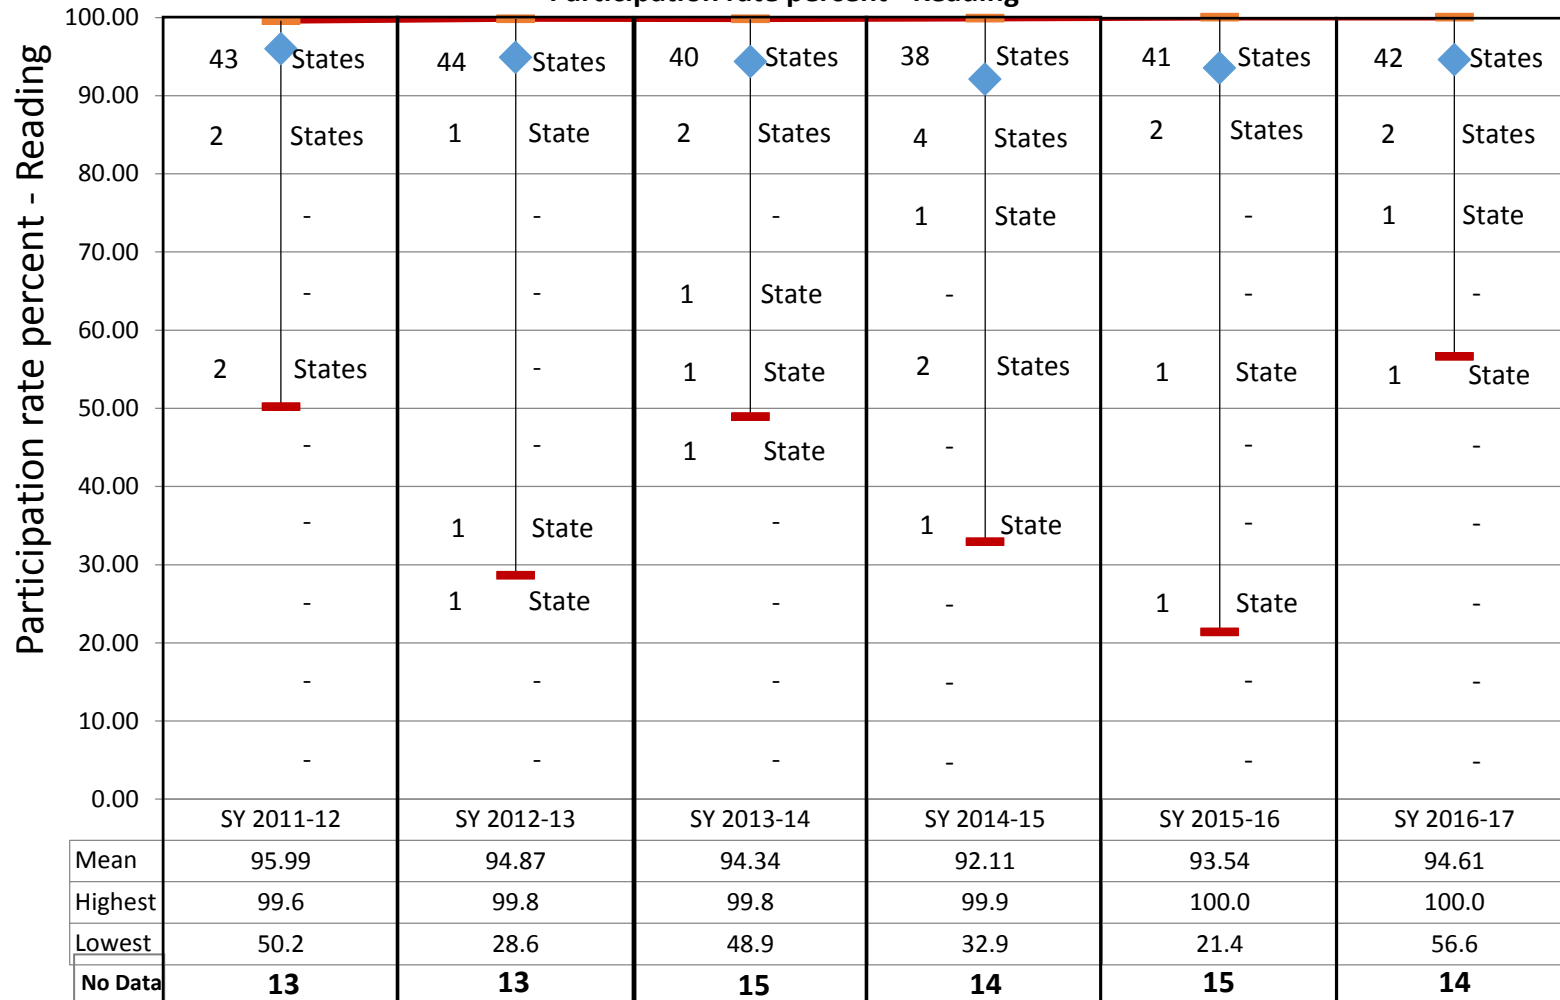 Participation rate percent - Reading
Participation rate percent - Reading
100.00
43 States 44 States 40 States 38 States 41 States 42 States
90.00
2 States 1 State 2 States 4 States 2 States 2 States
80.00
- - - 1 State - 1 State
70.00
- - 1 State - - -
60.00
2 States - 1 State 2 States 1 State 1 State
50.00
- - 1 State - - -
40.00
- 1 State - 1 State - -
30.00
- 1 State - - 1 State -
20.00
- - - - - -
10.00
- - - - - -
0.00
SY 2011-12 SY 2012-13 SY 2013-14 SY 2014-15 SY 2015-16 SY 2016-17
Mean 95.99 94.87 94.34 92.11 93.54 94.61
Highest 99.6 99.8 99.8 99.9 100.0 100.0
Lowest 50.2 28.6 48.9 32.9 21.4 56.6
No Data 13 13 15 14 15 14